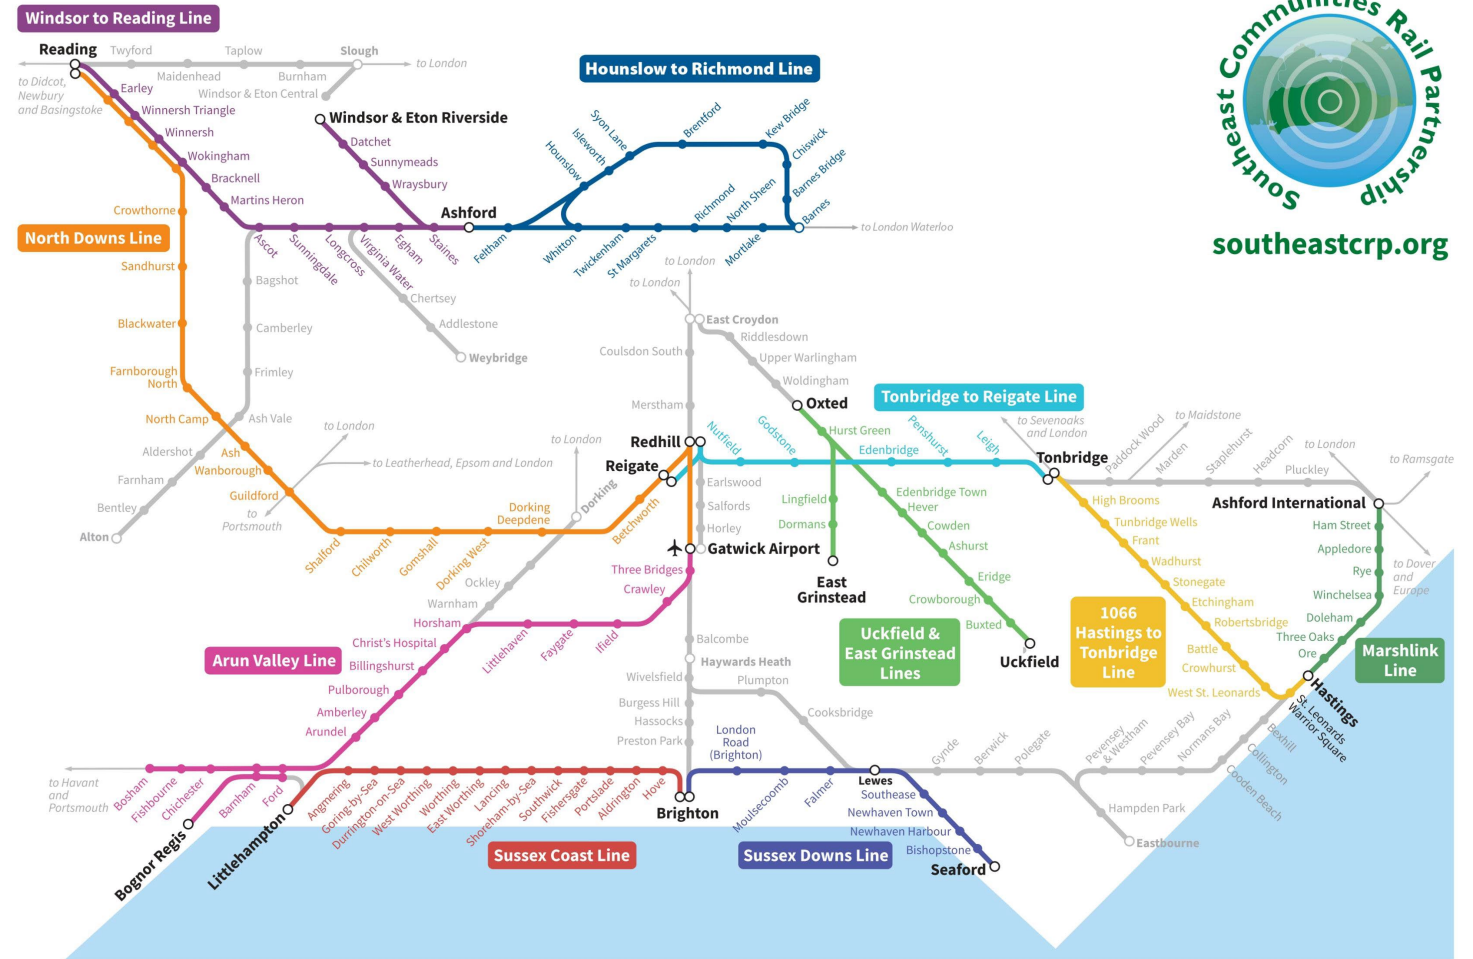 Windsor to Reading Line
Reading
Twyford
Taplow
Slough
to London
Maidenhead
Burnham
Windsor & Eton Central
to Didcot,
Newbury
and Basingstoke
Earley
Winnersh Triangle
Winnersh
Wokingham
Bracknell
Martins Heron
Windsor & Eton Riverside
Datchet
Sunnymeads
Wraysbury
Ashford
Hounslow to Richmond Line
Hounslow
Isleworth
Syon Lane
Brentford
Kew Bridge
Chiswick
Barnes Bridge
Barnes
Richmond
North Sheen
to London Waterloo
Southeast Communities Rail Partnership
southeastcrp.org
Crowthorne
North Downs Line
Sandhurst
Blackwater
Farnborough
North
North Camp
Ash
Wanborough
Guildford
Ascot
Sunningdale
Longcross
Virginia Water
Egham
Staines
Feltham
Whitton
Twickenham
St Margarets
Mortlake
Bagshot
Camberley
Frimley
Ash Vale
Aldershot
Farnham
Bentley
Alton
Chertsey
Addlestone
Weybridge
to London
to London
East Croydon
Coulsdon South
Merstham
Riddlesdown
Upper Warlingham
Woldingham
Oxted
Hurst Green
Tonbridge to Reigate Line
Redhill
Reigate
Nutfield
Godstone
Edenbridge
Penshurst
Leigh
Tonbridge
to Sevenoaks
and London
Paddock Wood
to Maidstone
Marden
Staplehurst
Headcorn
Pluckley
to London
to Ramsgate
Ashford International
to London
to Leatherhead, Epsom and London
to
Portsmouth
to London
Dorking
Shalford
Chilworth
Gomshall
Dorking West
Dorking
Deepdene
Betchworth
Earlswood
Salfords
Horley
Gatwick Airport
Lingfield
Dormans
East
Grinstead
Edenbridge Town
Hever
Cowden
Ashurst
Eridge
Crowborough
Buxted
Uckfield
Uckfield &
East Grinstead
Lines
High Brooms
Tunbridge Wells
Frant
Wadhurst
Stonegate
Etchingham
Robertsbridge
Battle
Crowhurst
West St. Leonards
1066
Hastings to
Tonbridge
Line
Ham Street
Appledore
Rye
Winchelsea
Doleham
Three Oaks
Ore
to Dover
and
Europe
Marshlink
Line
Hastings
St. Leonards
Warrior Square
Ockley
Warnham
Horsham
Three Bridges
Crawley
Littlehaven
Faygate
Ifield
Christ's Hospital
Billingshurst
Pulborough
Amberley
Arundel
Arun Valley Line
Balcombe
Haywards Heath
Wivelsfield
Plumpton
Burgess Hill
Hassocks
Preston Park
Cooksbridge
London
Road
(Brighton)
to Havant
and
Portsmouth
Bosham
Fishbourne
Chichester
Barnham
Ford
Bognor Regis
Littlehampton
Angmering
Goring-by-Sea
Durrington-on-Sea
West Worthing
Worthing
East Worthing
Lancing
Shoreham-by-Sea
Southwick
Fishersgate
Portslade
Aldrington
Hove
Brighton
Sussex Coast Line
Moulsecoomb
Falmer
Lewes
Southease
Newhaven Town
Newhaven Harbour
Bishopstone
Seaford
Sussex Downs Line
Gynde
Berwick
Polegate
Pevensey
& Westham
Pevensey Bay
Normans Bay
Cooden Beach
Collington
Bexhill
Hampden Park
Eastbourne